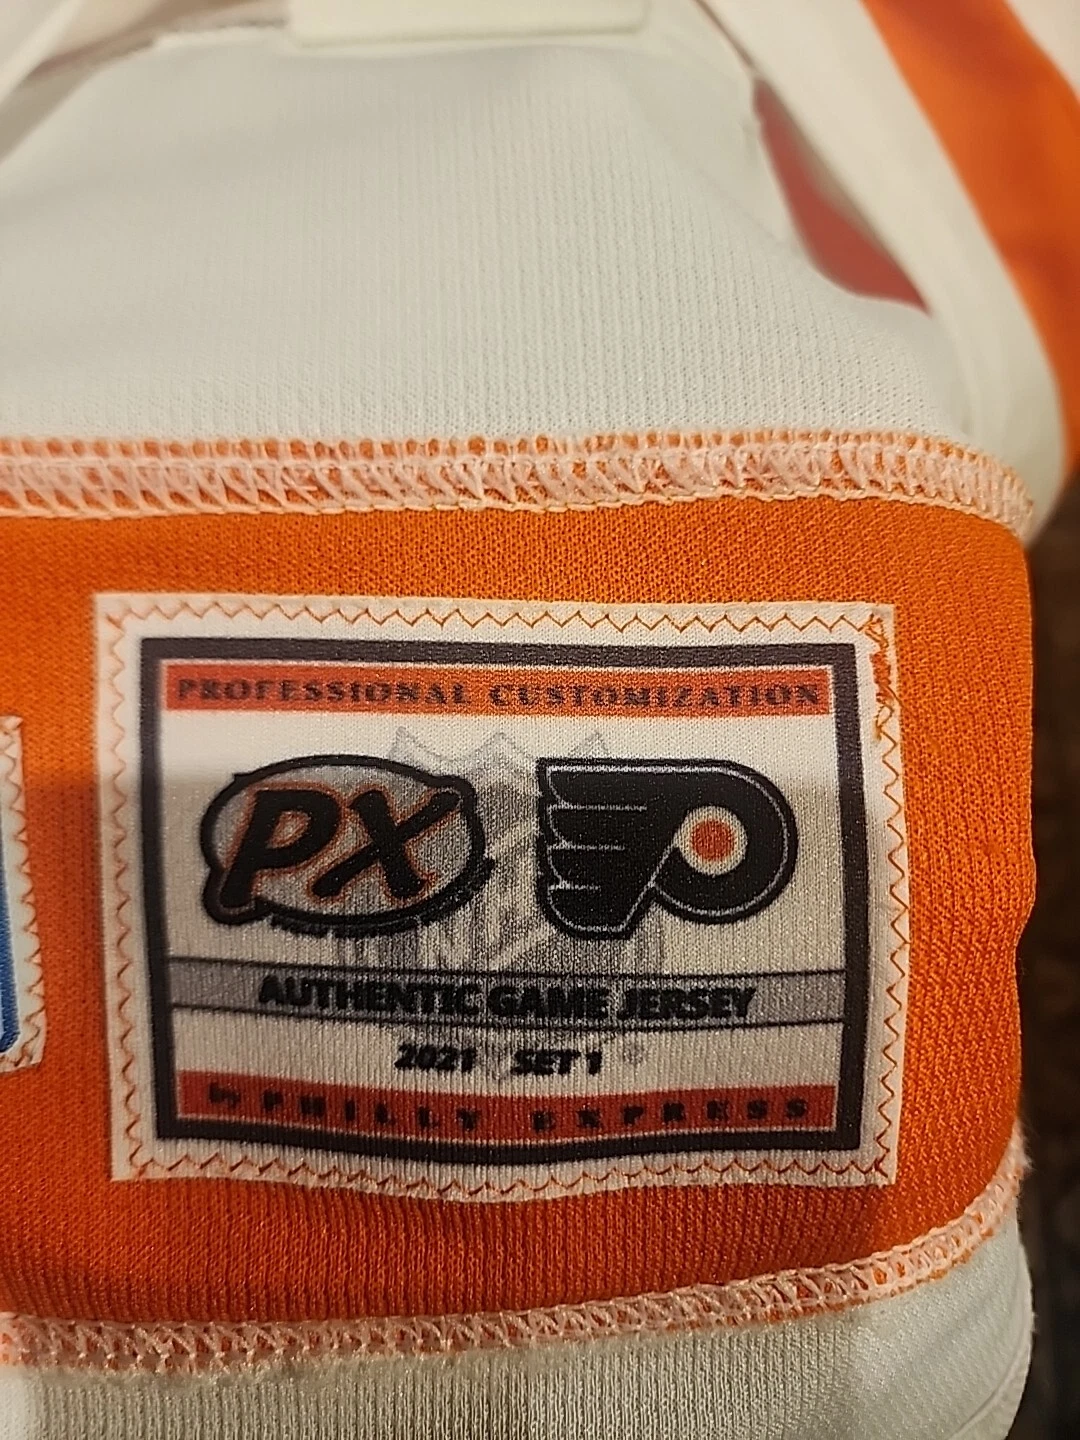 PROFESSIONAL CUSTOMIZATION
PX
AUTHENTIC GAME JERSEY
2021 SET 1
by PHILLY EXPRESS